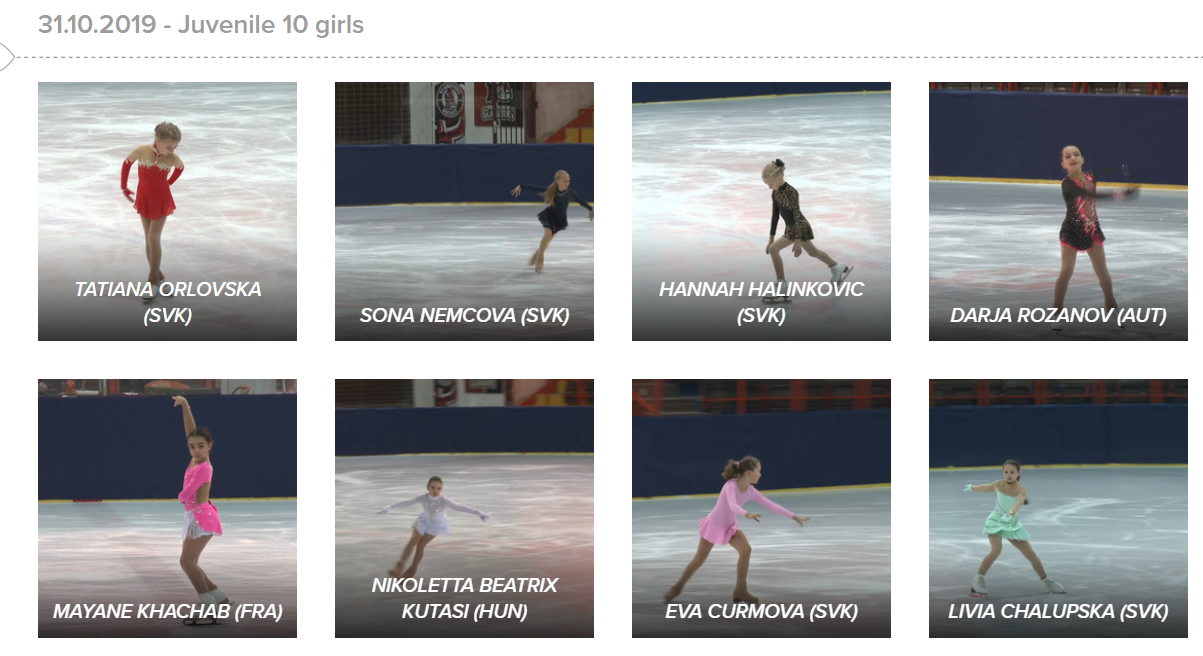 31.10.2019 - Juvenile 10 girls
GLADIATORS
TATIANA ORLOVSKA
(SVK)
SONA NEMCOVA (SVK)
HANNAH HALINKOVIC
(SVK)
DARJA ROZANOV (AUT)
MAYANE KHACHAB (FRA)
NIKOLETTA BEATRIX
KUTASI (HUN)
EVA CURMOVA (SVK)
LIVIA CHALUPSKA (SVK)